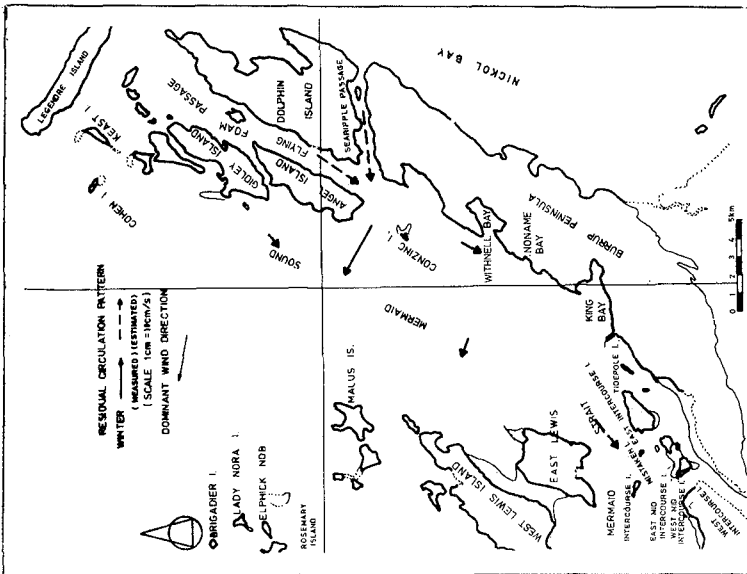 RESIDUAL CIRCULATION PATTERN
WINTER
(MEASURED) (ESTIMATED)
(SCALE 1cm = 18cm/s)
DOMINANT WIND DIRECTION
BRIGADIER I.
LADY NORA I.
ELPHICK NOB
ROSEMARY
ISLAND
LEGENDRE ISLAND
KEAST I.
COHEN I.
FLYING FOAM PASSAGE
DOLPHIN
ISLAND
GIDLEY ISLAND
ANGEL
ISLAND
SEARIPPLE PASSAGE
NICKOL BAY
MERMAID SOUND
CONZINC I.
WITHNELL BAY
NONAME
BAY
BURRUP PENINSULA
KING
BAY
MALUS IS.
WEST LEWIS ISLAND
EAST LEWIS
MERMAID STRAIT
TIDEPOLE I.
EAST INTERCOURSE I.
MISTAKEN I.
INTERCOURSE I.
EAST MID
INTERCOURSE I.
WEST MID
INTERCOURSE I.
WEST
INTERCOURSE I.
0 1 2 3 4 5km